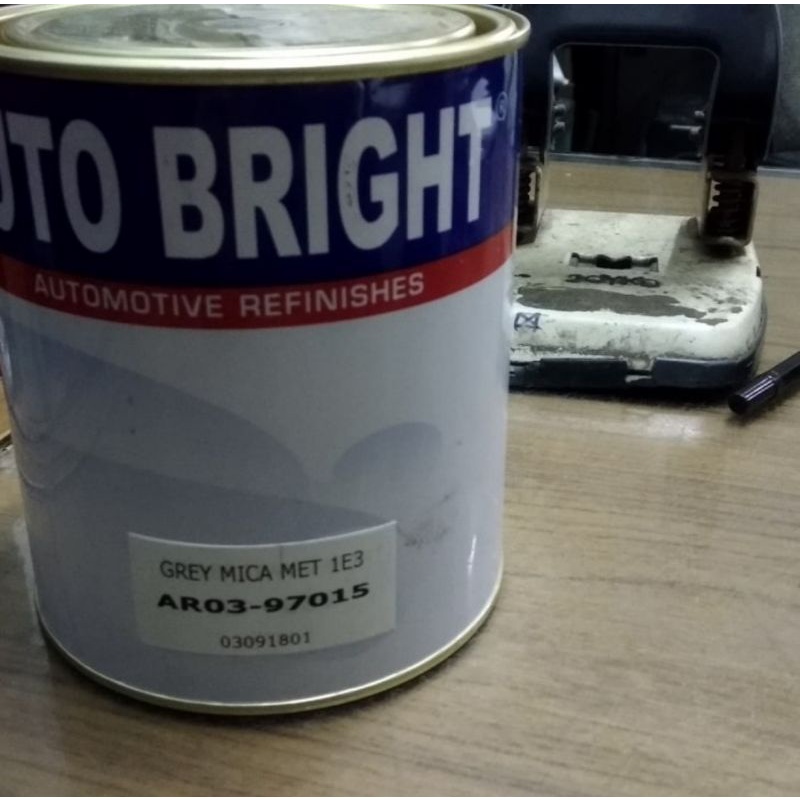 UTO BRIGHT®
AUTOMOTIVE REFINISHES
GREY MICA MET 1E3
AR03-97015
03091801